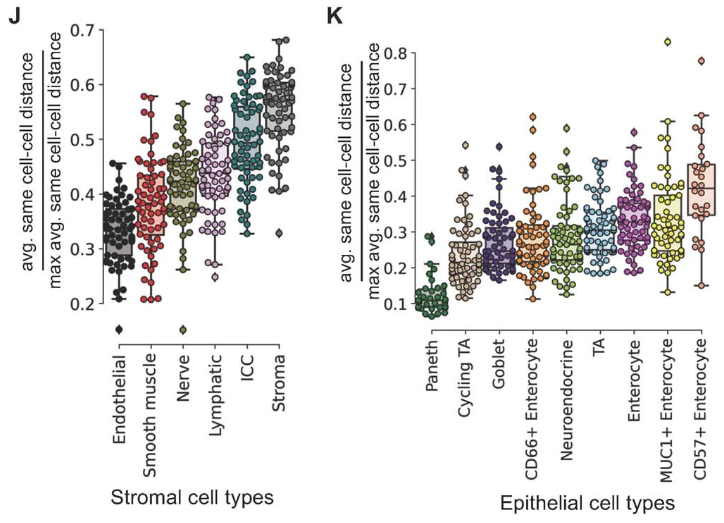 J
avg. same cell-cell distance
max avg. same cell-cell distance
0.7
0.6
0.5
0.4
0.3
0.2
Endothelial
Smooth muscle
Nerve
Lymphatic
ICC
Stroma
Stromal cell types
K
avg. same cell-cell distance
max avg. same cell-cell distance
0.8
0.7
0.6
0.5
0.4
0.3
0.2
0.1
Paneth
Cycling TA
Goblet
CD66+ Enterocyte
Neuroendocrine
TA
Enterocyte
MUC1+ Enterocyte
CD57+ Enterocyte
Epithelial cell types